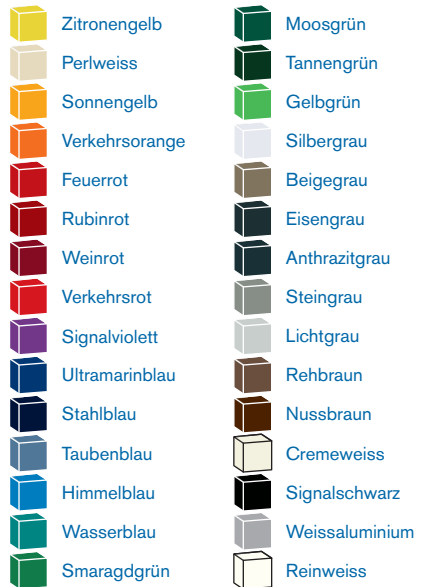 Zitronengelb
Perlweiss
Sonnengelb
Verkehrsorange
Feuerrot
Rubinrot
Weinrot
Verkehrsrot
Signalviolett
Ultramarinblau
Stahlblau
Taubenblau
Himmelblau
Wasserblau
Smaragdgrün
Moosgrün
Tannengrün
Gelbgrün
Silbergrau
Beigegrau
Eisengrau
Anthrazitgrau
Steingrau
Lichtgrau
Rehbraun
Nussbraun
Cremeweiss
Signalschwarz
Weissaluminium
Reinweiss